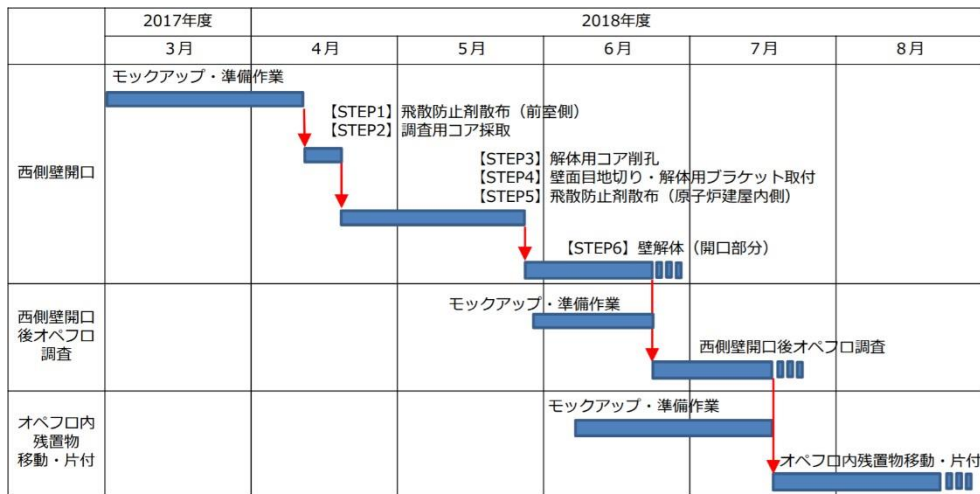 2017年度
2018年度
3月
4月
5月
6月
7月
8月
西側壁開口
モックアップ・準備作業
【STEP1】飛散防止剤散布（前室側）
【STEP2】調査用コア採取
【STEP3】解体用コア削孔
【STEP4】壁面目地切り・解体用ブラケット取付
【STEP5】飛散防止剤散布（原子炉建屋内側）
【STEP6】壁解体（開口部分）
西側壁開口
後オペフロ
調査
モックアップ・準備作業
西側壁開口後オペフロ調査
オペフロ内
残置物
移動・片付
モックアップ・準備作業
オペフロ内残置物移動・片付